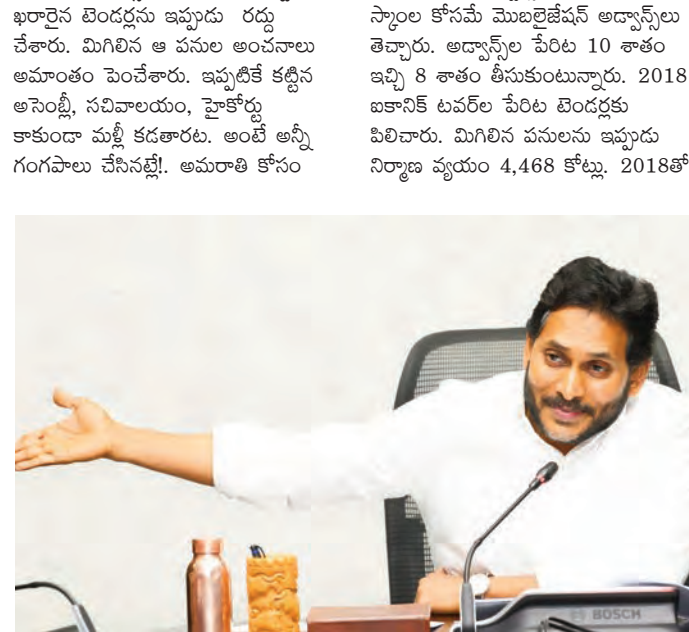 ఖరారైన టెండర్లను ఇప్పుడు రద్దు
చేశారు. మిగిలిన ఆ పనుల అంచనాలు
అమాంతం పెంచేశారు. ఇప్పటికే కట్టిన
అసెంబ్లీ, సచివాలయం, హైకోర్టు
కాకుండా మళ్లీ కడతారట. అంటే అన్నీ
గంగపాలు చేసినట్లే!. అమరాతి కోసం
స్కాంల కోసమే మొబలైజేషన్ అడ్వాన్స్‌లు
తెచ్చారు. అడ్వాన్స్‌ల పేరిట 10 శాతం
ఇచ్చి 8 శాతం తీసుకుంటున్నారు. 2018
ఐకానిక్ టవర్‌ల పేరిట టెండర్లకు
పిలిచారు. మిగిలిన పనులను ఇప్పుడు
నిర్మాణ వ్యయం 4,468 కోట్లు. 2018తో
BOSCH